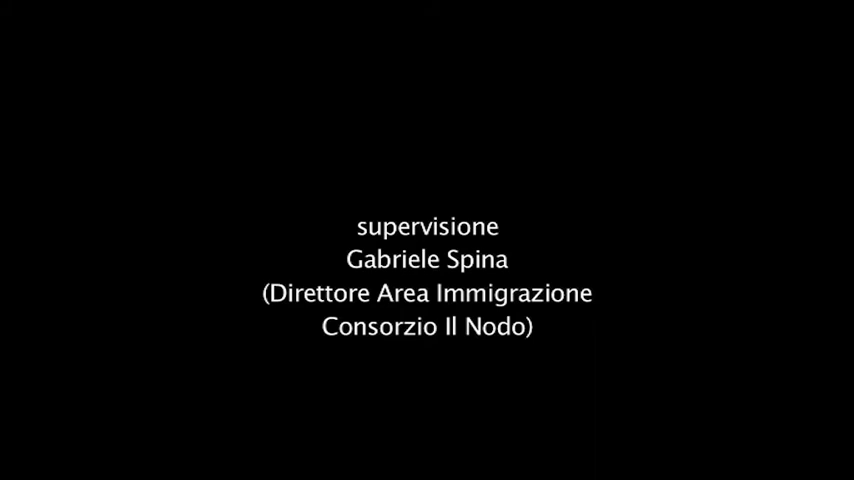 supervisione
Gabriele Spina
(Direttore Area Immigrazione
Consorzio Il Nodo)